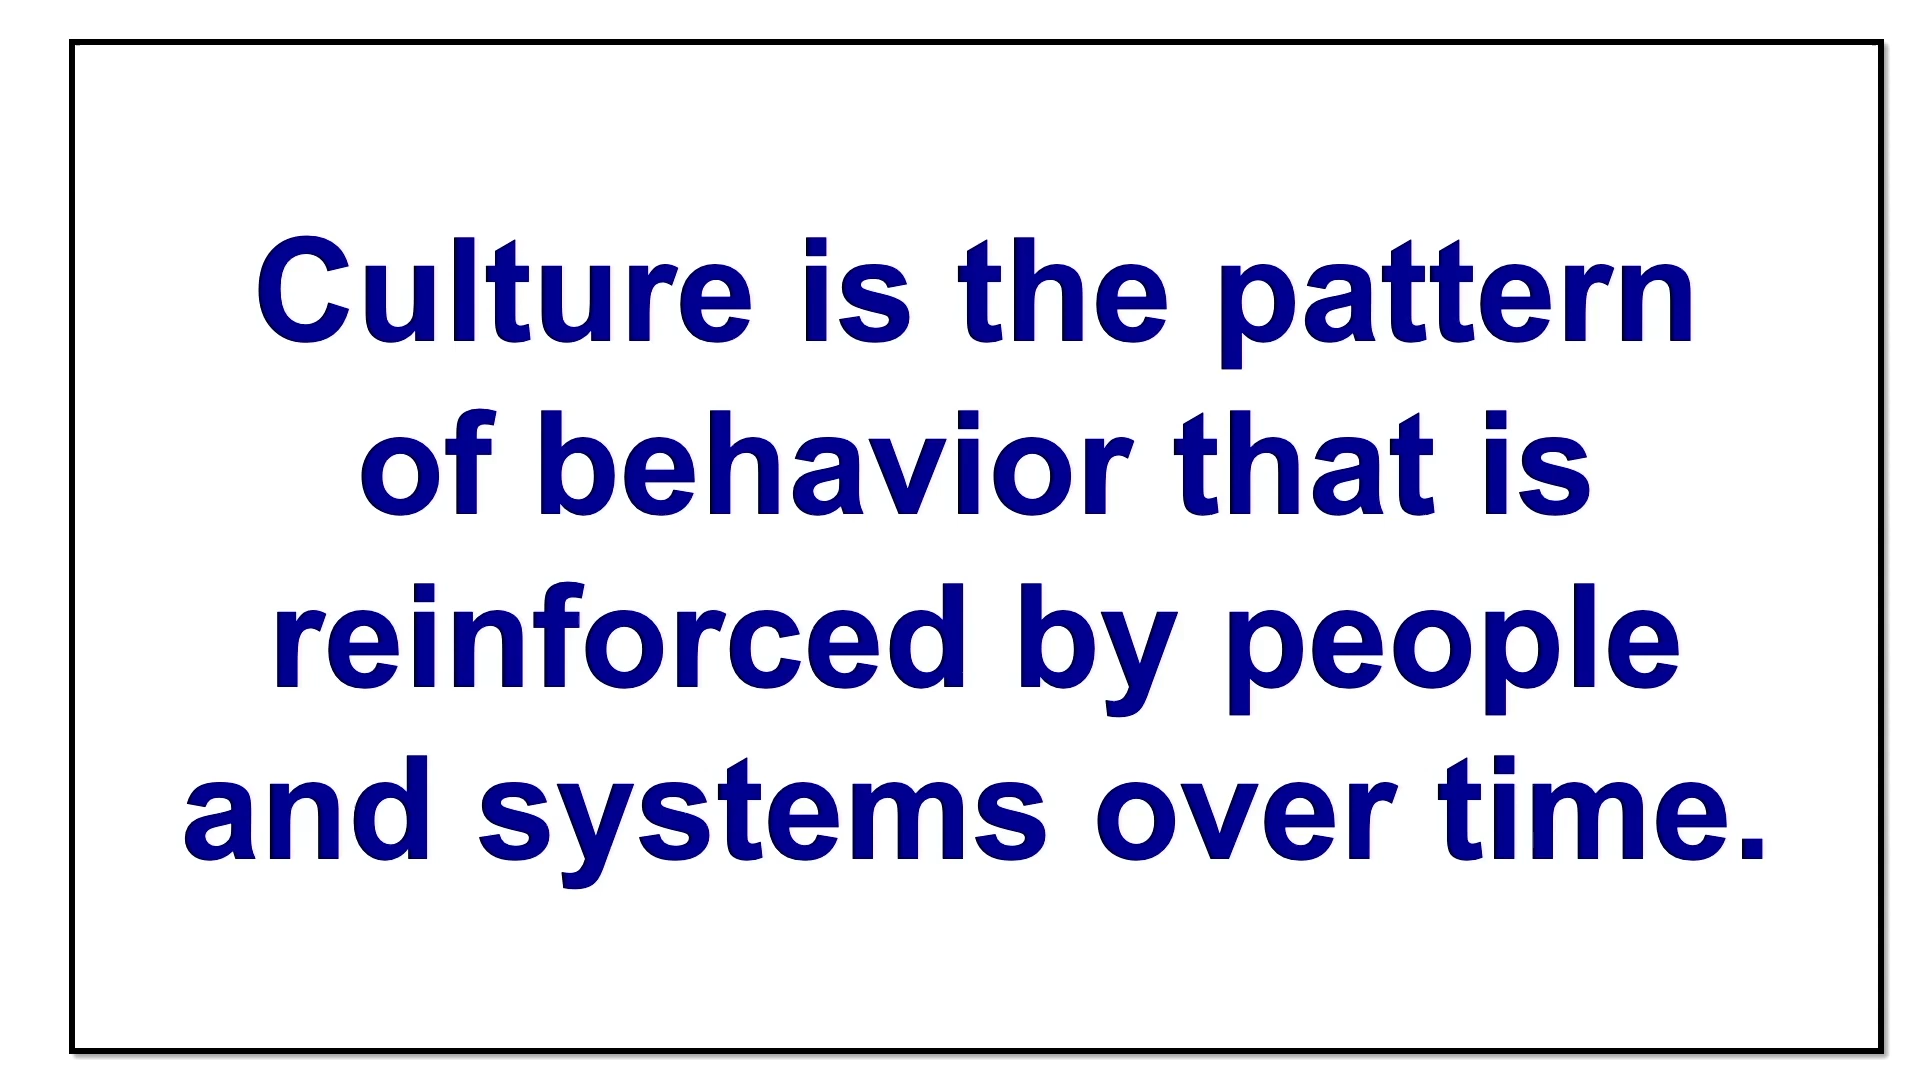 Culture is the pattern
of behavior that is
reinforced by people
and systems over time.